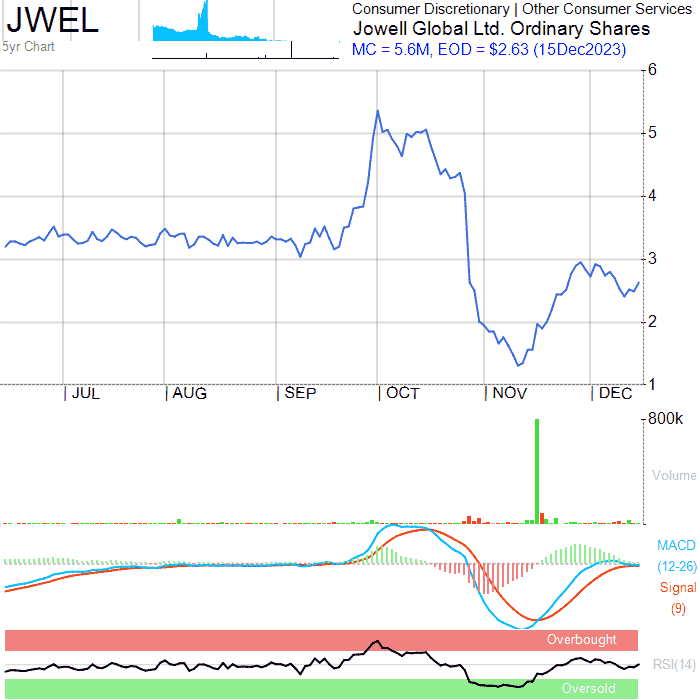 JWEL
5yr Chart
Consumer Discretionary | Other Consumer Services
Jowell Global Ltd. Ordinary Shares
MC = 5.6M, EOD = $2.63 (15Dec2023)
6
5
4
3
2
1
JUL AUG SEP OCT NOV DEC
800k
Volume
MACD
(12-26)
Signal
(9)
Overbought
RSI(14)
Oversold